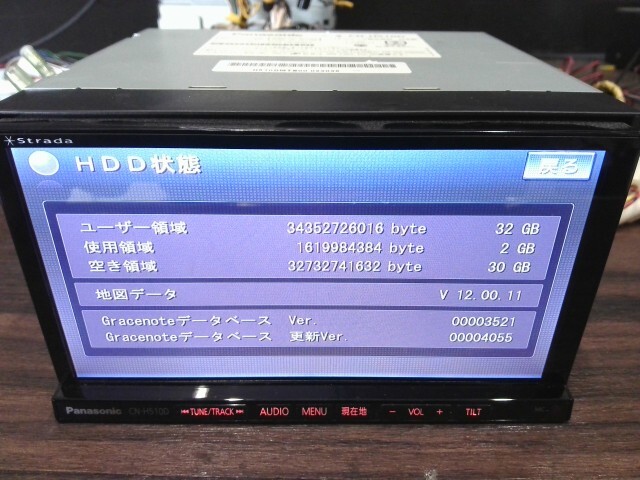 Panasonic
Strada
HDD状態
戻る
ユーザー領域 34352726016 byte 32 GB
使用領域 1619984384 byte 2 GB
空き領域 32732741632 byte 30 GB
地図データ V 12.00.11
Gracenoteデータベース Ver. 00003521
Gracenoteデータベース 更新Ver. 00004055
Panasonic CN-H510D TUNE/TRACK AUDIO MENU 現在地 － VOL ＋ TILT